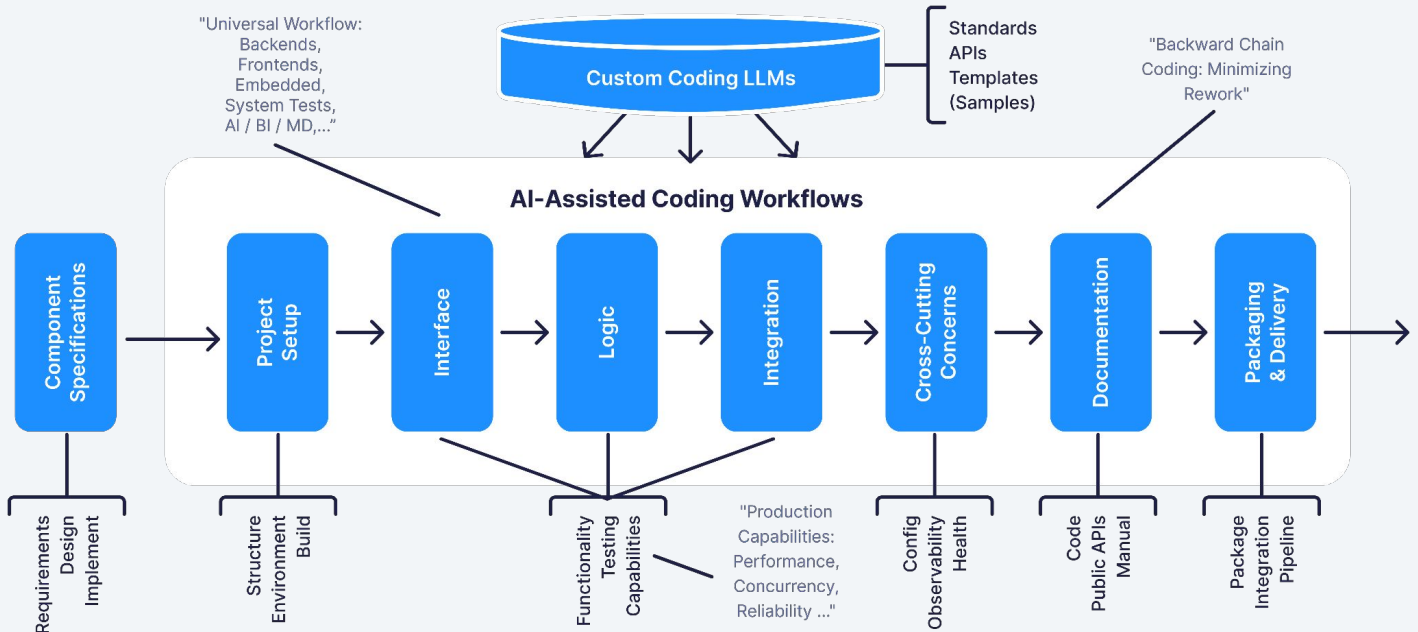 "Universal Workflow:
Backends,
Frontends,
Embedded,
System Tests,
AI / BI / MD,..."
Custom Coding LLMs
Standards
APIs
Templates
(Samples)
"Backward Chain
Coding: Minimizing
Rework"
AI-Assisted Coding Workflows
Component
Specifications
Project
Setup
Interface
Logic
Integration
Cross-Cutting
Concerns
Documentation
Packaging
& Delivery
Requirements
Design
Implement
Structure
Environment
Build
Functionality
Testing
Capabilities
"Production
Capabilities:
Performance,
Concurrency,
Reliability ..."
Config
Observability
Health
Code
Public APIs
Manual
Package
Integration
Pipeline